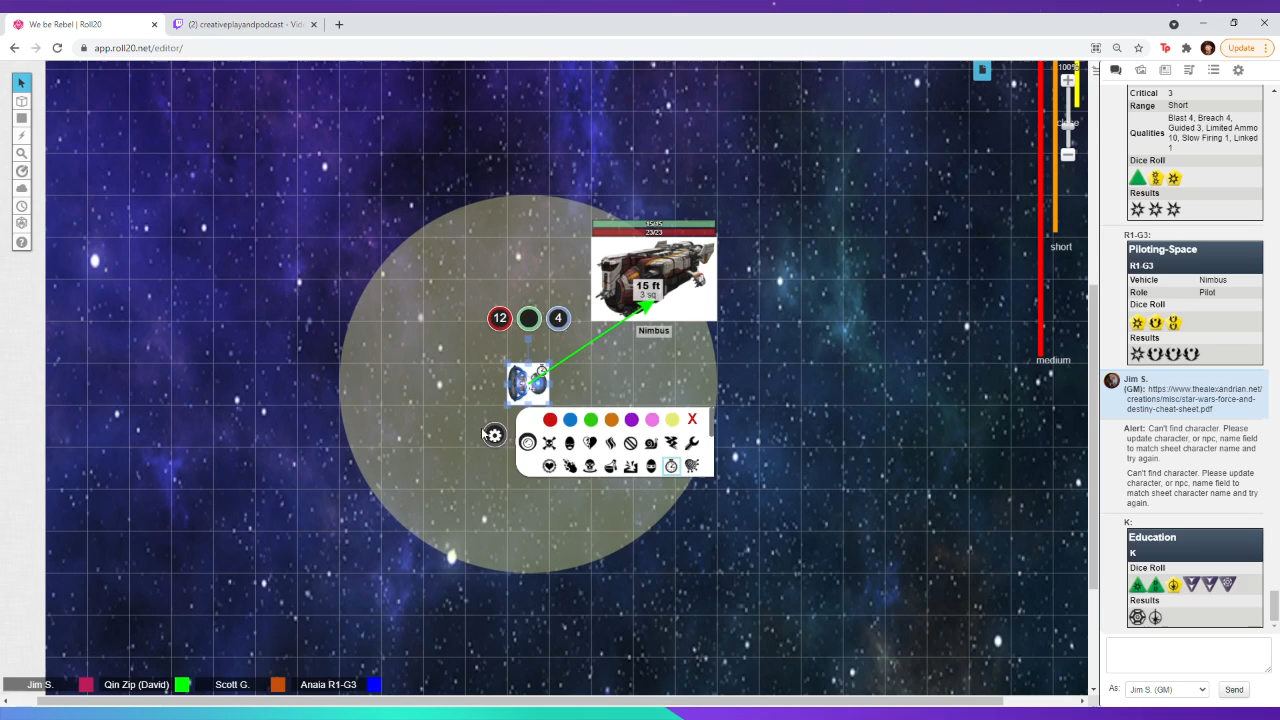 We be Rebel | Roll20
(2) creativeplayandpodcast - Vid
app.roll20.net/editor/
Tp
Update
100%
close
Critical 3
Range Short
Qualities Blast 4, Breach 4,
Guided 3, Limited Ammo
10, Slow Firing 1, Linked
1
Dice Roll
Results
R1-G3:
Piloting-Space
R1-G3
Vehicle Nimbus
Role Pilot
Dice Roll
Results
Jim S.
(GM): https://www.thealexandrian.net/
creations/misc/star-wars-force-and-
destiny-cheat-sheet.pdf
Alert: Can't find character. Please
update character, or npc, name field to
match sheet character name and try
again.
Can't find character. Please update
character, or npc, name field to
match sheet character name and try
again.
K:
Education
K
Dice Roll
Results
As: Jim S. (GM) Send
short
medium
23/23
15 ft
3 sq
Nimbus
12
4
X
Jim S. Qin Zip (David) Scott G. Anaia R1-G3